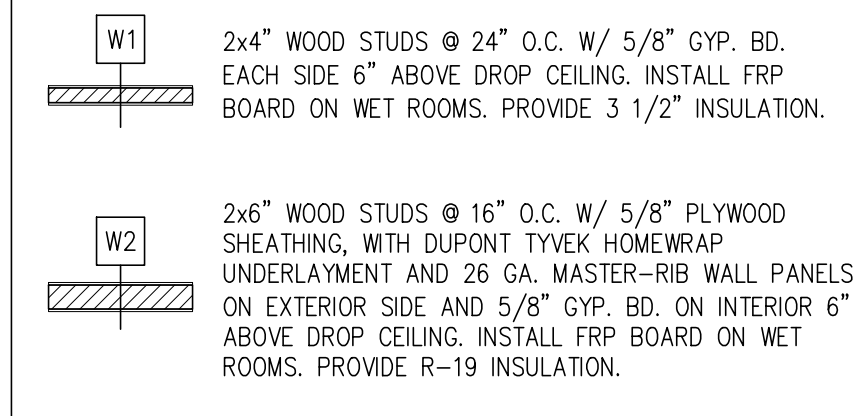 W1
2x4” WOOD STUDS @ 24” O.C. W/ 5/8” GYP. BD.
EACH SIDE 6” ABOVE DROP CEILING. INSTALL FRP
BOARD ON WET ROOMS. PROVIDE 3 1/2” INSULATION.
W2
2x6” WOOD STUDS @ 16” O.C. W/ 5/8” PLYWOOD
SHEATHING, WITH DUPONT TYVEK HOMEWRAP
UNDERLAYMENT AND 26 GA. MASTER–RIB WALL PANELS
ON EXTERIOR SIDE AND 5/8” GYP. BD. ON INTERIOR 6”
ABOVE DROP CEILING. INSTALL FRP BOARD ON WET
ROOMS. PROVIDE R–19 INSULATION.